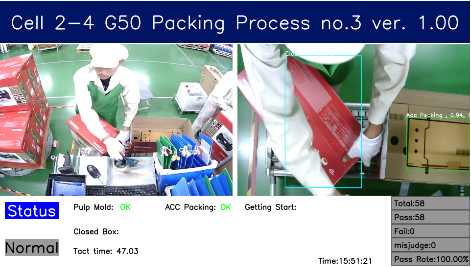 Cell 2-4 G50 Packing Process no.3 ver. 1.00
Acc Packing , 0.94, 1
Status
Pulp Mold: OK
ACC Packing: OK
Getting Start:
Closed Box:
Normal
Tact time: 47.03
Time:15:51:21
Total:58
Pass:58
Fail:0
misjudge:0
Pass Rate:100.00%